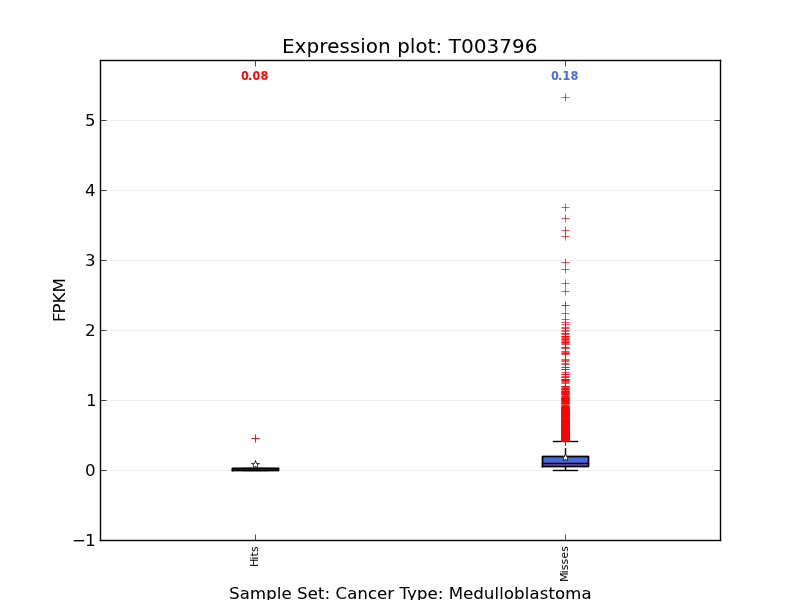 Expression plot: T003796
0.08
0.18
5
4
3
2
1
0
−1
FPKM
Hits
Misses
Sample Set: Cancer Type: Medulloblastoma